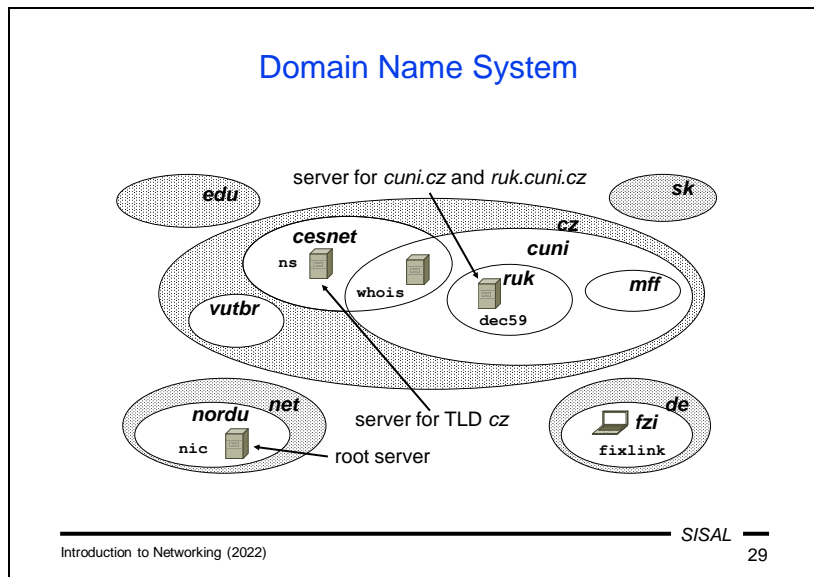 Domain Name System
server for cuni.cz and ruk.cuni.cz
edu
sk
cz
cesnet
cuni
ns
whois
ruk
mff
dec59
vutbr
net
nordu
server for TLD cz
de
fzi
nic
root server
fixlink
SISAL
Introduction to Networking (2022)
29